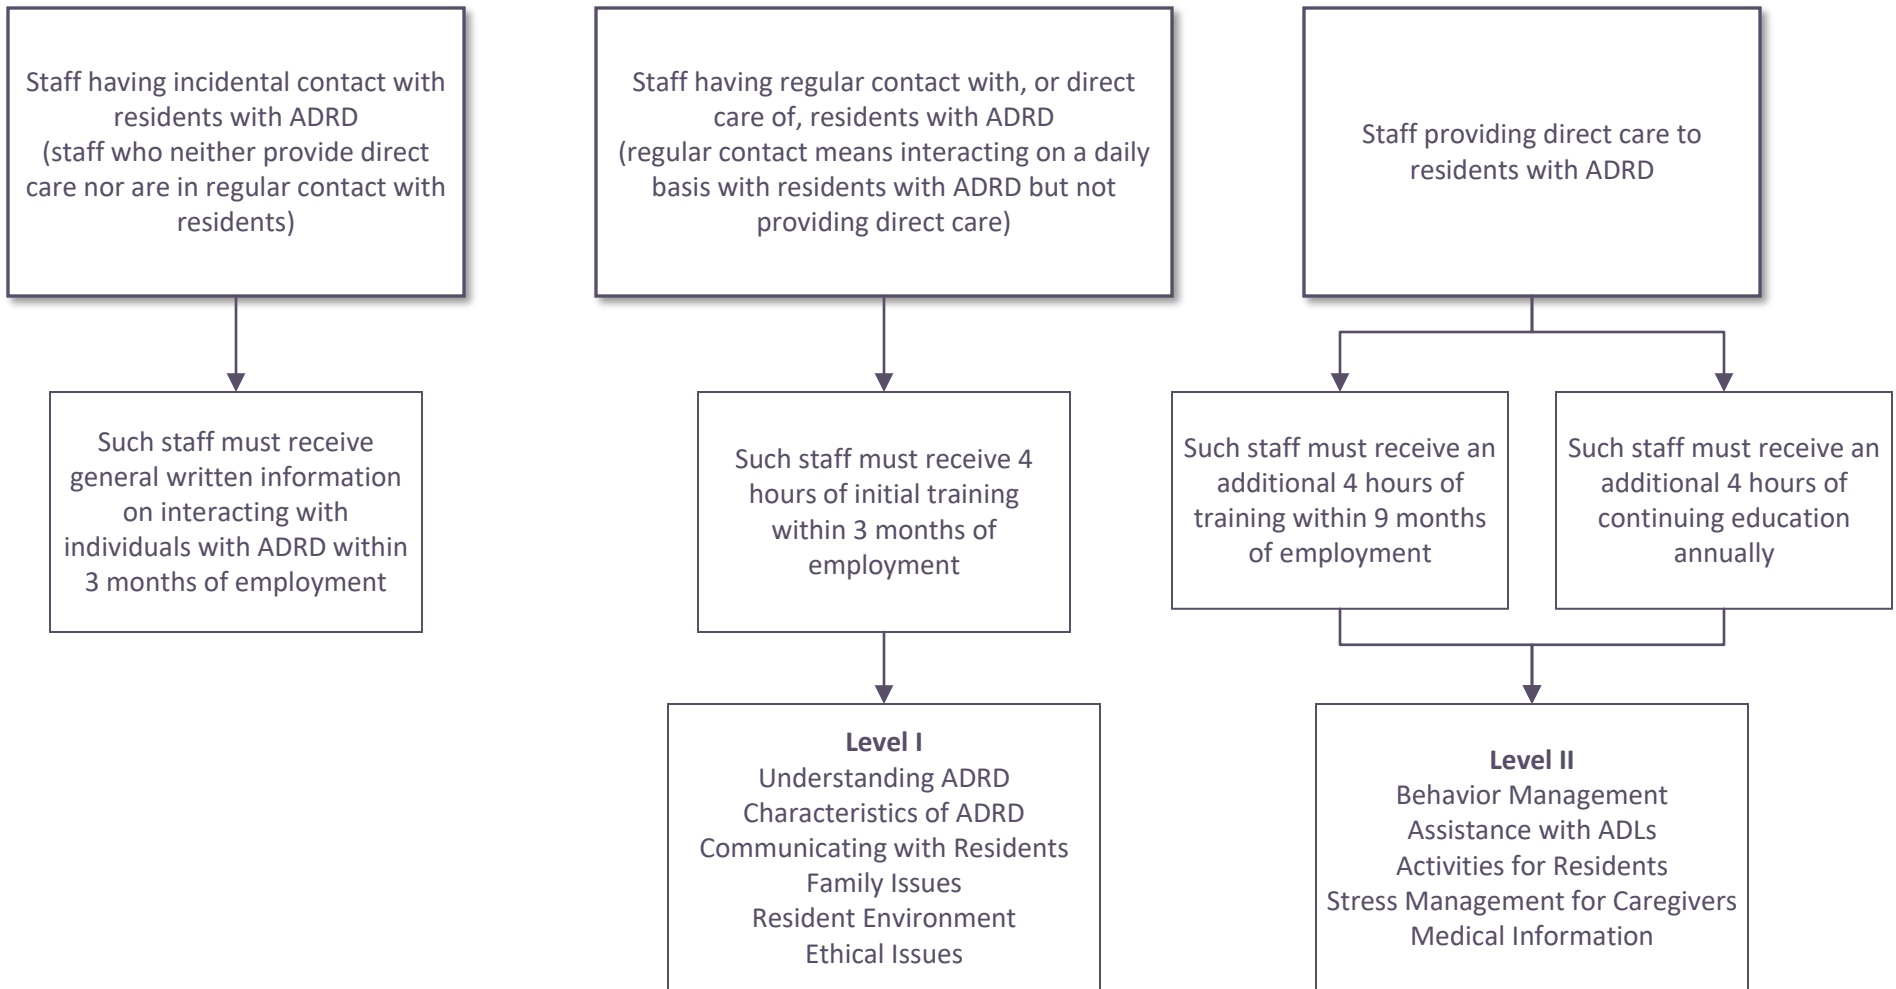 Staff having incidental contact with
residents with ADRD
(staff who neither provide direct
care nor are in regular contact with
residents)
Staff having regular contact with, or direct
care of, residents with ADRD
(regular contact means interacting on a daily
basis with residents with ADRD but not
providing direct care)
Staff providing direct care to
residents with ADRD
Such staff must receive
general written information
on interacting with
individuals with ADRD within
3 months of employment
Such staff must receive 4
hours of initial training
within 3 months of
employment
Such staff must receive an
additional 4 hours of
training within 9 months
of employment
Such staff must receive an
additional 4 hours of
continuing education
annually
Level I
Understanding ADRD
Characteristics of ADRD
Communicating with Residents
Family Issues
Resident Environment
Ethical Issues
Level II
Behavior Management
Assistance with ADLs
Activities for Residents
Stress Management for Caregivers
Medical Information